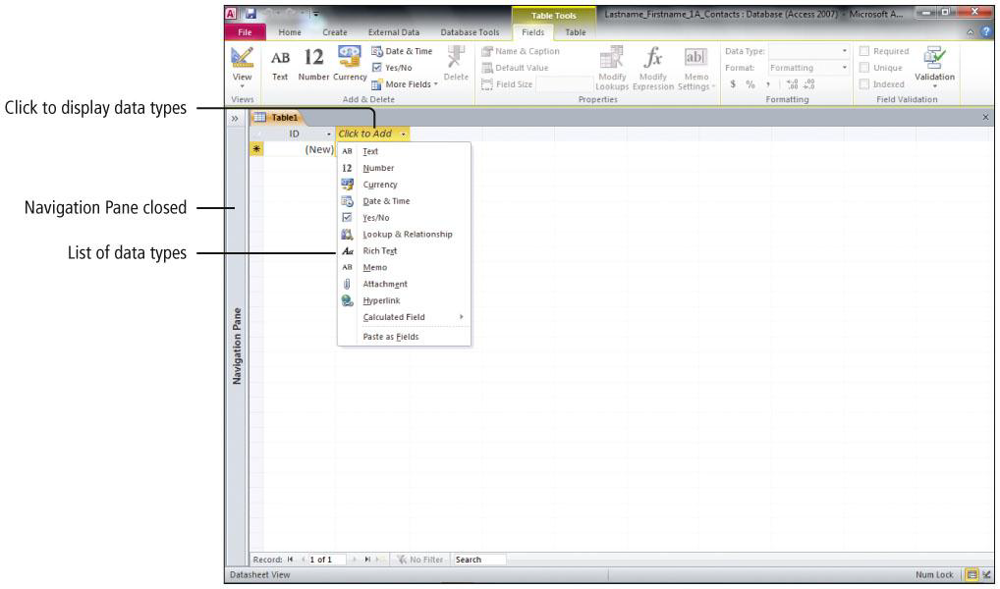 Table Tools
Lastname_Firstname_1A_Contacts : Database (Access 2007) - Microsoft A...
File Home Create External Data Database Tools Fields Table
View
Views
AB
Text
12
Number
Currency
Date & Time
Yes/No
More Fields
Delete
Add & Delete
Name & Caption
Default Value
Field Size
Modify Lookups
fx
Modify Expression
ab|
Memo Settings
Properties
Data Type:
Format: Formatting
$ % , .00 .00
Formatting
Required
Unique
Indexed
Validation
Field Validation
Click to display data types
» Table1
ID Click to Add
(New)
AB Text
12 Number
Currency
Date & Time
Yes/No
Lookup & Relationship
Aa Rich Text
AB Memo
Attachment
Hyperlink
Calculated Field
Paste as Fields
Navigation Pane closed
List of data types
Navigation Pane
Record: 1 of 1 No Filter Search
Datasheet View Num Lock